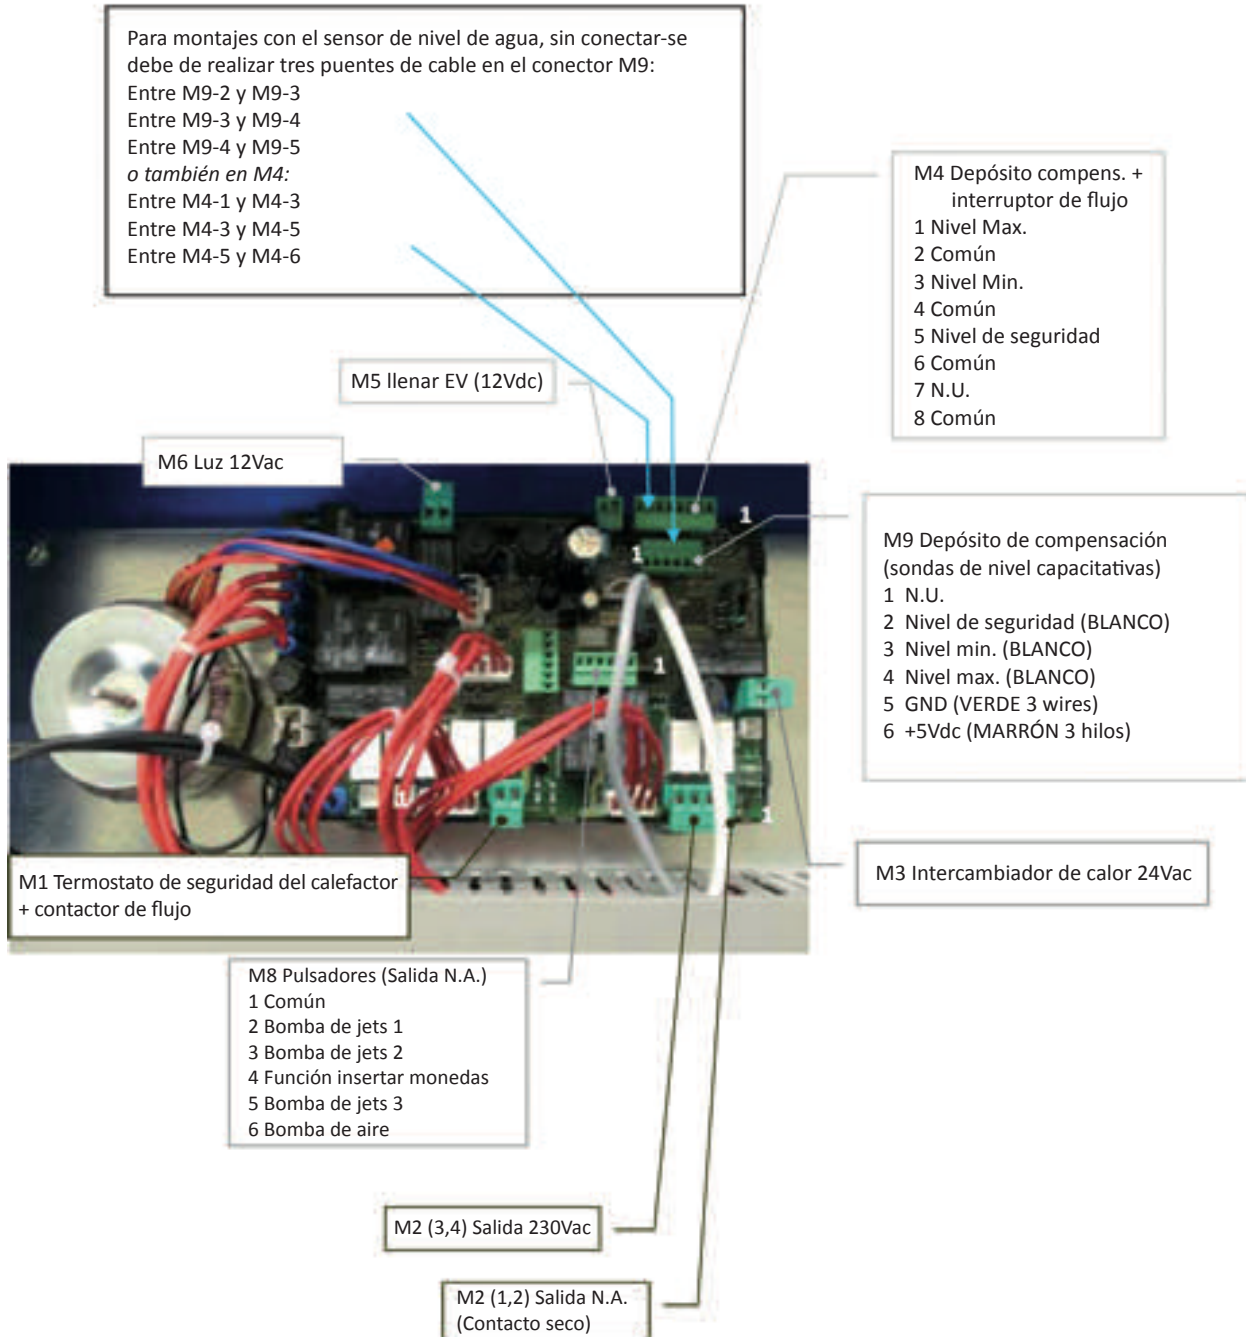 Para montajes con el sensor de nivel de agua, sin conectar-se
debe de realizar tres puentes de cable en el conector M9:
Entre M9-2 y M9-3
Entre M9-3 y M9-4
Entre M9-4 y M9-5
o también en M4:
Entre M4-1 y M4-3
Entre M4-3 y M4-5
Entre M4-5 y M4-6
M4 Depósito compens. +
interruptor de flujo
1 Nivel Max.
2 Común
3 Nivel Min.
4 Común
5 Nivel de seguridad
6 Común
7 N.U.
8 Común
M5 llenar EV (12Vdc)
M6 Luz 12Vac
1
1
1
1
1
M9 Depósito de compensación
(sondas de nivel capacitativas)
1 N.U.
2 Nivel de seguridad (BLANCO)
3 Nivel min. (BLANCO)
4 Nivel max. (BLANCO)
5 GND (VERDE 3 wires)
6 +5Vdc (MARRÓN 3 hilos)
M3 Intercambiador de calor 24Vac
M1 Termostato de seguridad del calefactor
+ contactor de flujo
M8 Pulsadores (Salida N.A.)
1 Común
2 Bomba de jets 1
3 Bomba de jets 2
4 Función insertar monedas
5 Bomba de jets 3
6 Bomba de aire
M2 (3,4) Salida 230Vac
M2 (1,2) Salida N.A.
(Contacto seco)